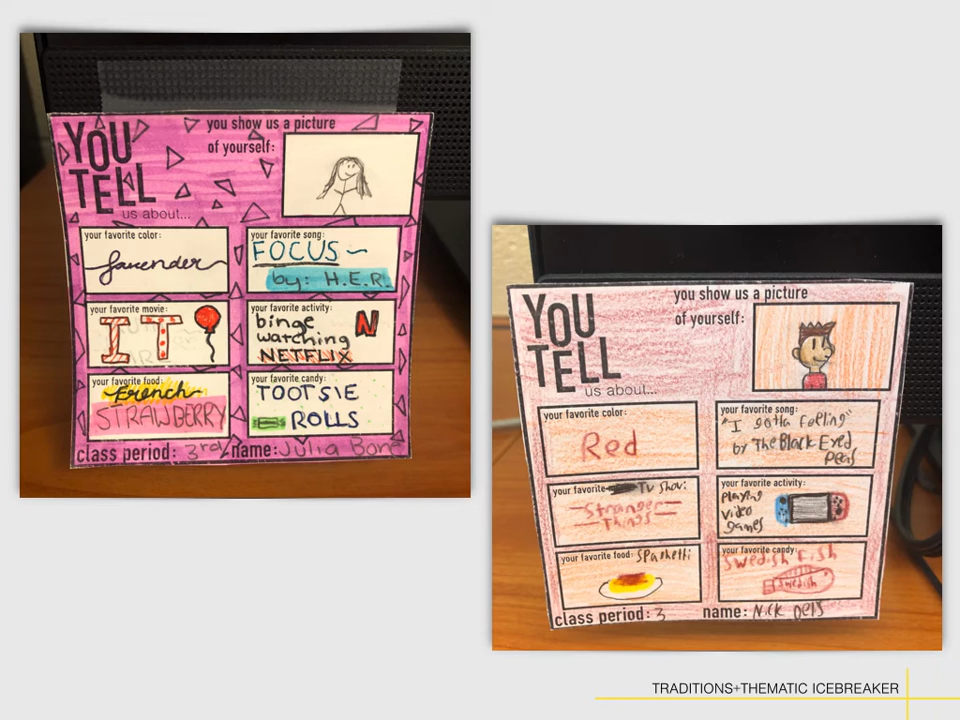 YOU
TELL
us about...
you show us a picture
of yourself:
your favorite color:
Lavender
your favorite song:
FOCUS ~
by: H.E.R.
your favorite movie:
IT
your favorite activity:
binge
watching
NETFLIX
N
your favorite food:
French
STRAWBERRY
your favorite candy:
TOOTSIE
ROLLS
class period: 3rd name: Julia Bone
YOU
TELL
us about...
you show us a picture
of yourself:
your favorite color:
Red
your favorite song:
"I gotta feeling"
by The Black Eyed
Peas
your favorite TV Show:
Stranger
Things
your favorite activity:
playing
video
games
your favorite food: Spaghetti
your favorite candy:
Swedish Fish
Swedish
class period: 3 name: Nick
TRADITIONS+THEMATIC ICEBREAKER